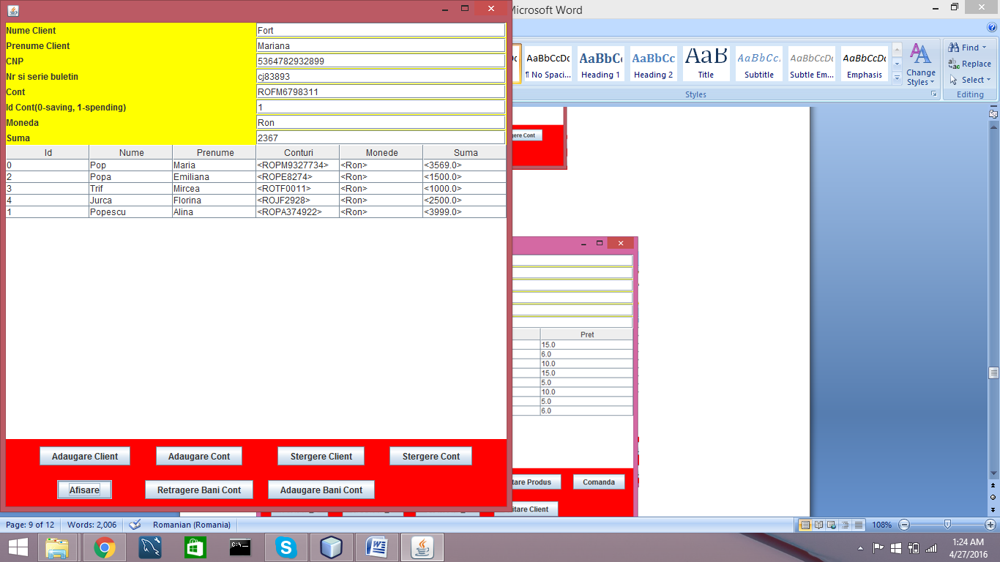 Microsoft Word
Nume Client Fort
Prenume Client Mariana
CNP 5364782932899
Nr si serie buletin cj83893
Cont ROFM6798311
Id Cont(0-saving, 1-spending) 1
Moneda Ron
Suma 2367
Id Nume Prenume Conturi Monede Suma
0 Pop Maria <ROPM9327734> <Ron> <3569.0>
2 Popa Emiliana <ROPE8274> <Ron> <1500.0>
3 Trif Mircea <ROTF0011> <Ron> <1000.0>
4 Jurca Florina <ROJF2928> <Ron> <2500.0>
1 Popescu Alina <ROPA374922> <Ron> <3999.0>
Adaugare Client Adaugare Cont Stergere Client Stergere Cont
Afisare Retragere Bani Cont Adaugare Bani Cont
AaBbCcDc AaBbCc AaBbCc AaB AaBbCc. AaBbCcDc AaBbCcDc
¶ No Spaci... Heading 1 Heading 2 Title Subtitle Subtle Em... Emphasis
Change Styles
Styles
Find
Replace
Select
Editing
gere Cont
Pret
15.0
6.0
10.0
15.0
5.0
10.0
5.0
6.0
tare Produs Comanda
itare Client
Page: 9 of 12 Words: 2,006 Romanian (Romania) 108%
1:24 AM
4/27/2016